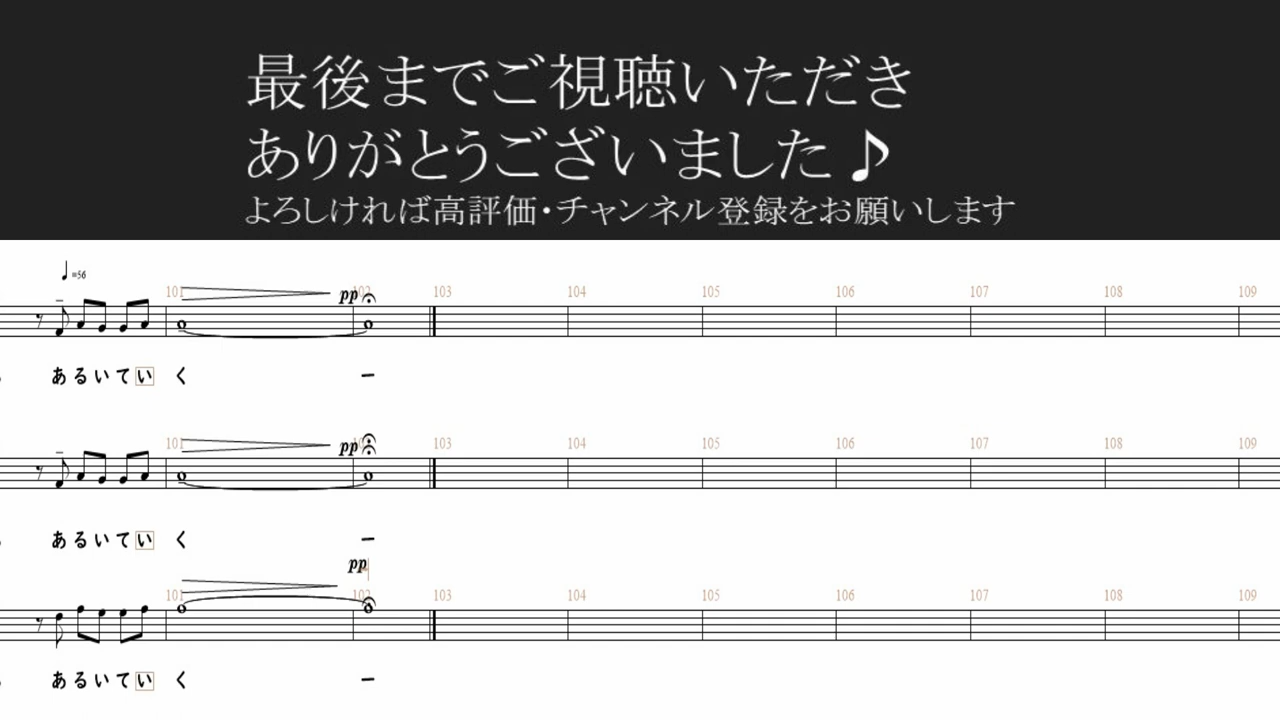 最後までご視聴いただき
ありがとうございました♪
よろしければ高評価・チャンネル登録をお願いします
♩=56
101 pp 102 103 104 105 106 107 108 109
あるいていく ー
101 pp 102 103 104 105 106 107 108 109
あるいていく ー
pp
101 102 103 104 105 106 107 108 109
あるいていく ー